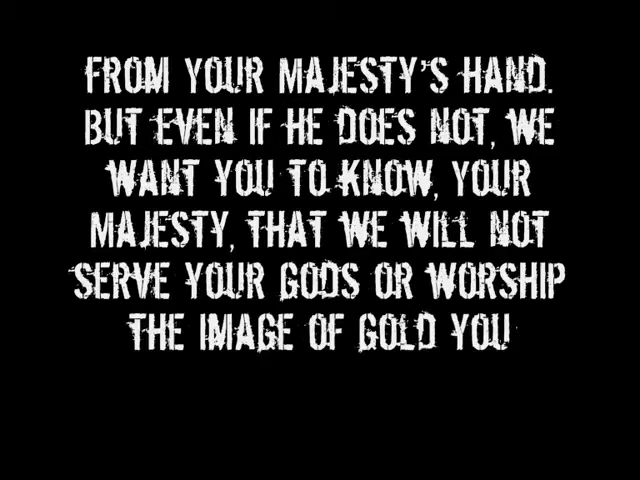 FROM YOUR MAJESTY'S HAND.
BUT EVEN IF HE DOES NOT, WE
WANT YOU TO KNOW, YOUR
MAJESTY, THAT WE WILL NOT
SERVE YOUR GODS OR WORSHIP
THE IMAGE OF GOLD YOU